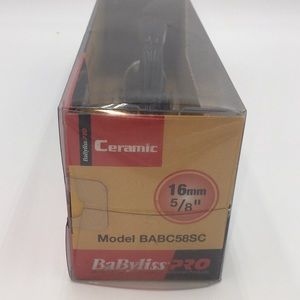 BaBylissPRO
Ceramic
16mm
5/8"
Model BABC58SC
BaBylissPRO